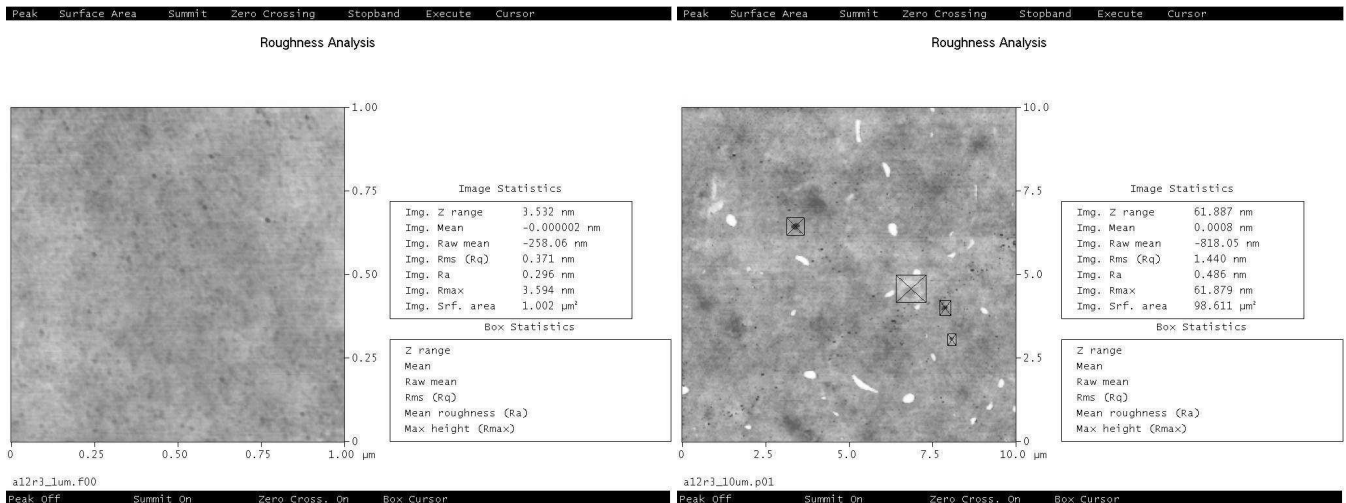 Peak Surface Area Summit Zero Crossing Stopband Execute Cursor
Roughness Analysis
1.00
0.75
0.50
0.25
0
0 0.25 0.50 0.75 1.00 µm
Image Statistics
Img. Z range 3.532 nm
Img. Mean -0.000002 nm
Img. Raw mean -258.06 nm
Img. Rms (Rq) 0.371 nm
Img. Ra 0.296 nm
Img. Rmax 3.594 nm
Img. Srf. area 1.002 µm²
Box Statistics
Z range
Mean
Raw mean
Rms (Rq)
Mean roughness (Ra)
Max height (Rmax)
a12r3_1um.f00
Peak Off Summit On Zero Cross. On Box Cursor
Peak Surface Area Summit Zero Crossing Stopband Execute Cursor
Roughness Analysis
10.0
7.5
5.0
2.5
0
0 2.5 5.0 7.5 10.0 µm
Image Statistics
Img. Z range 61.887 nm
Img. Mean 0.0008 nm
Img. Raw mean -818.05 nm
Img. Rms (Rq) 1.440 nm
Img. Ra 0.486 nm
Img. Rmax 61.879 nm
Img. Srf. area 98.611 µm²
Box Statistics
Z range
Mean
Raw mean
Rms (Rq)
Mean roughness (Ra)
Max height (Rmax)
a12r3_10um.p01
Peak Off Summit On Zero Cross. On Box Cursor